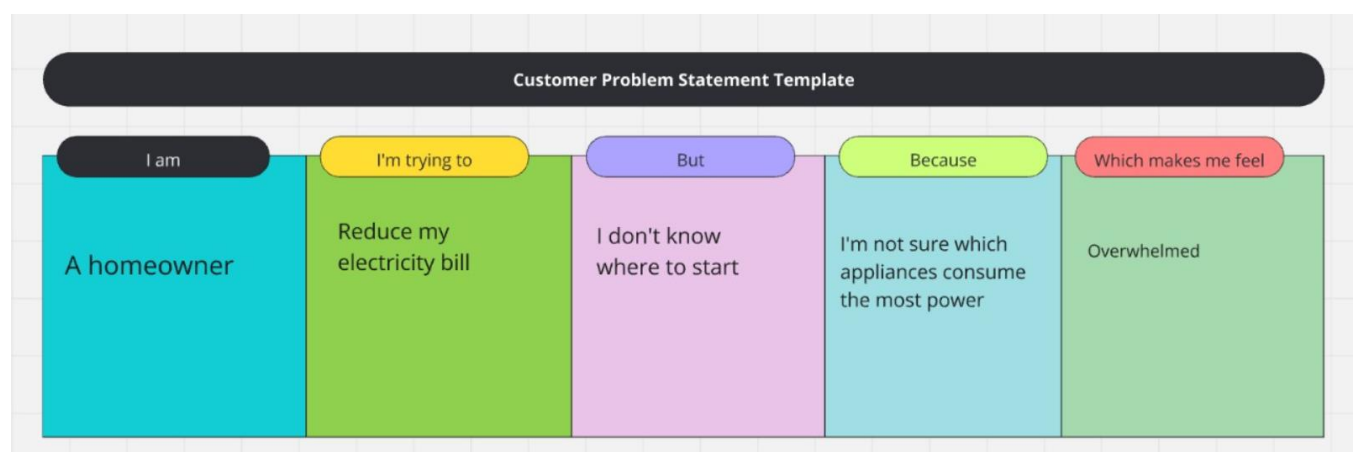 Customer Problem Statement Template
I am
A homeowner
I'm trying to
Reduce my
electricity bill
But
I don't know
where to start
Because
I'm not sure which
appliances consume
the most power
Which makes me feel
Overwhelmed